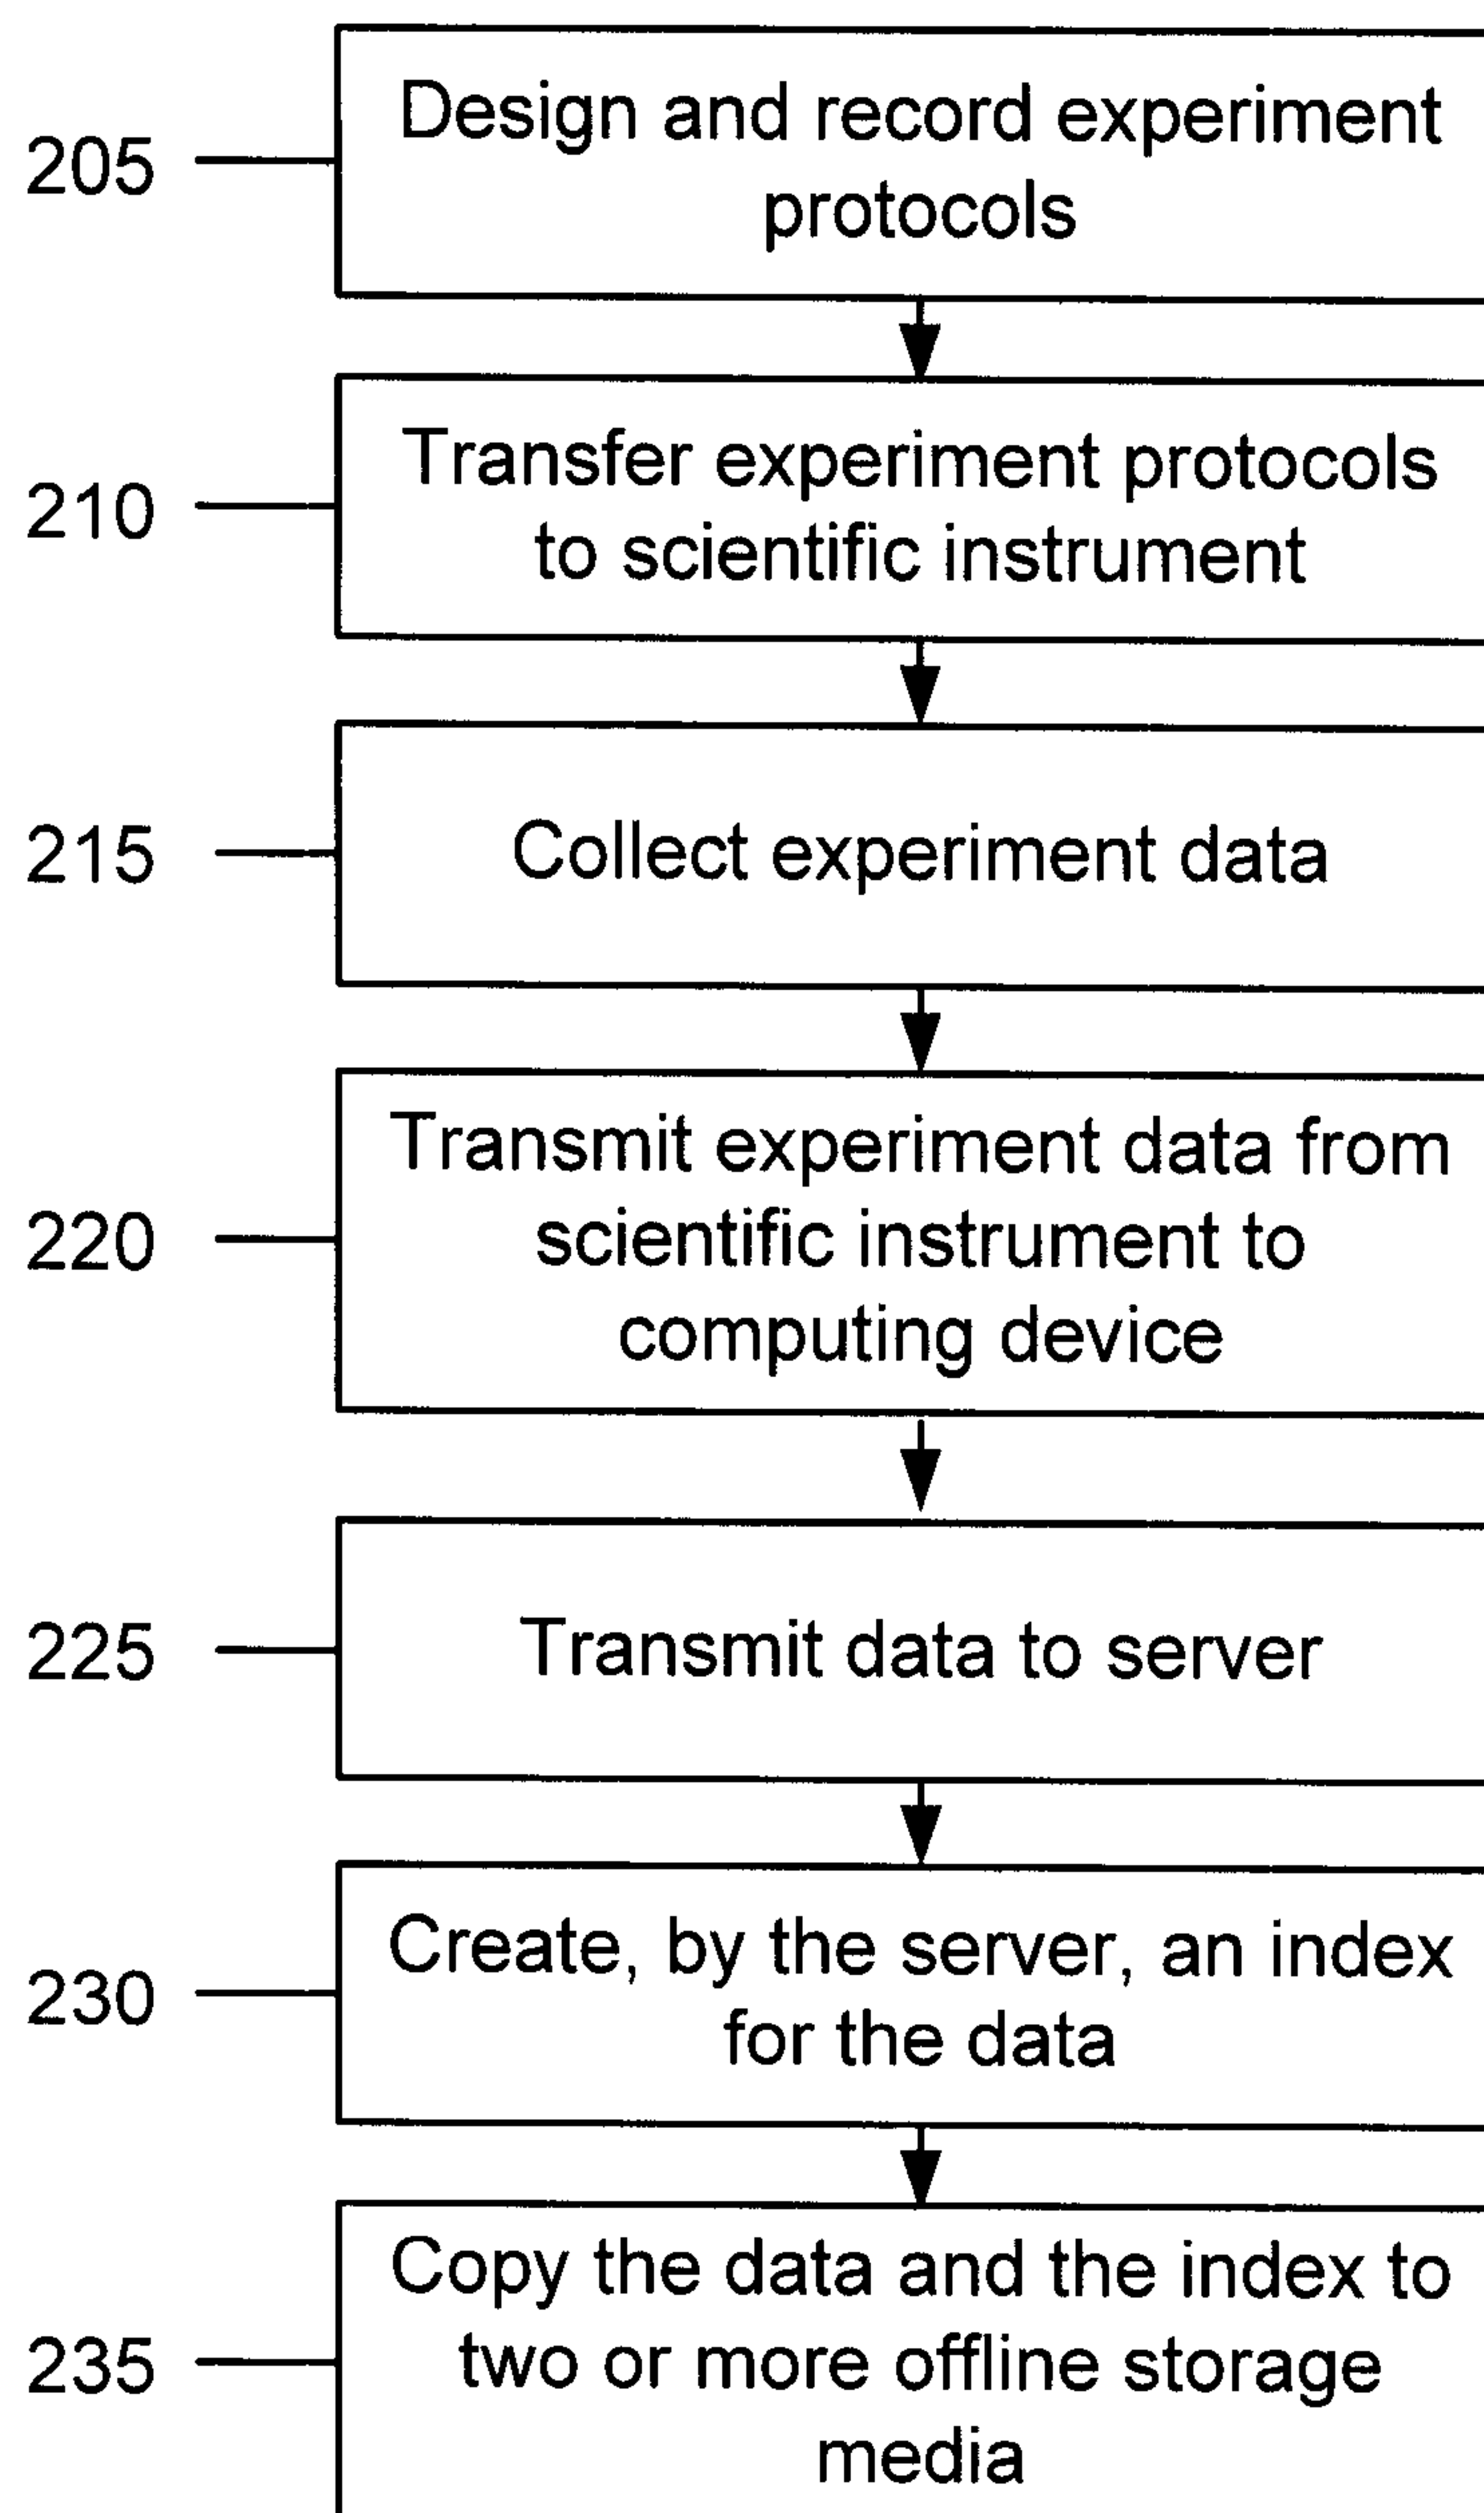 Design and record experiment
protocols
205
Transfer experiment protocols
to scientific instrument
210
Collect experiment data
215
Transmit experiment data from
scientific instrument to
computing device
220
Transmit data to server
225
Create, by the server, an index
for the data
230
Copy the data and the index to
two or more offline storage
media
235